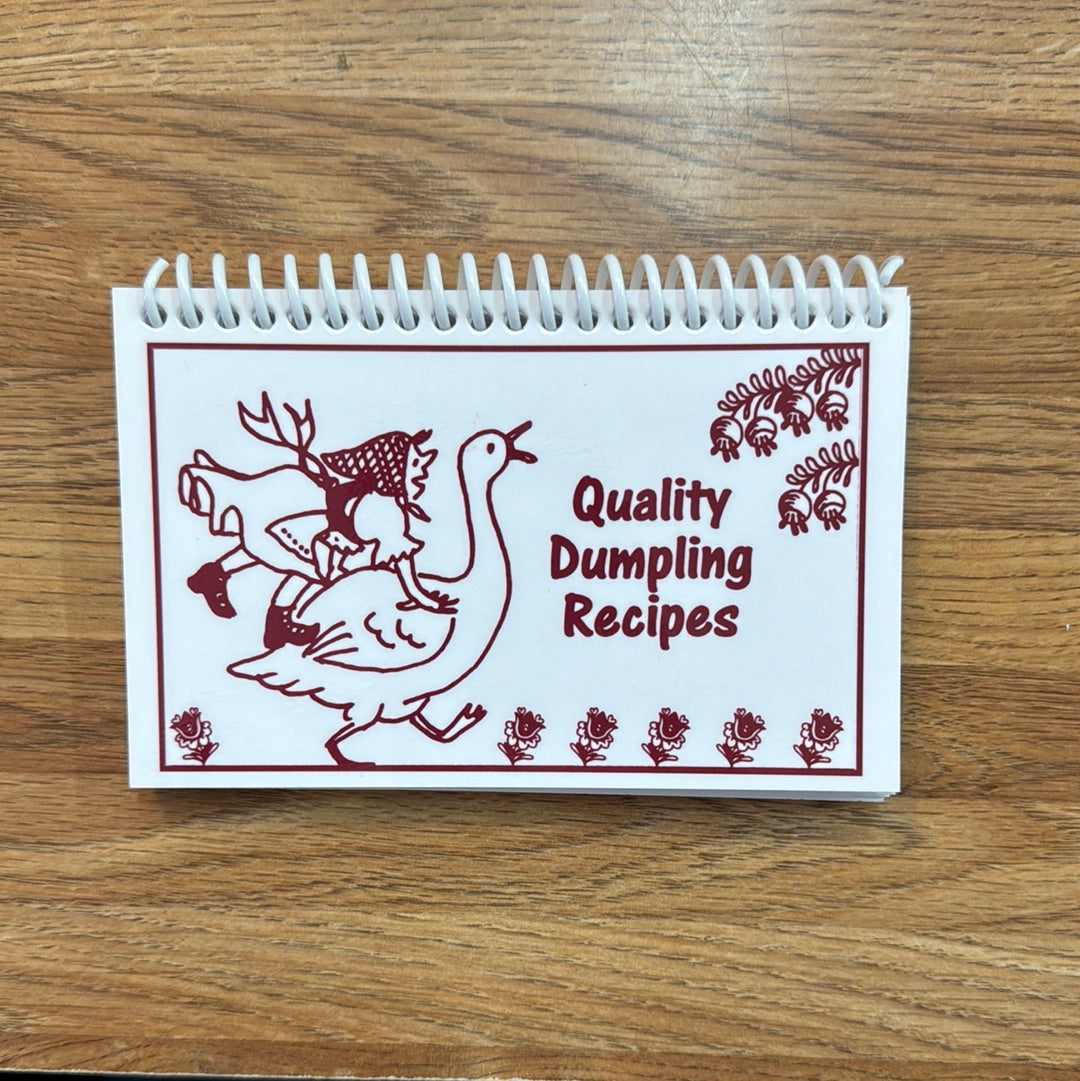 Quality
Dumpling
Recipes